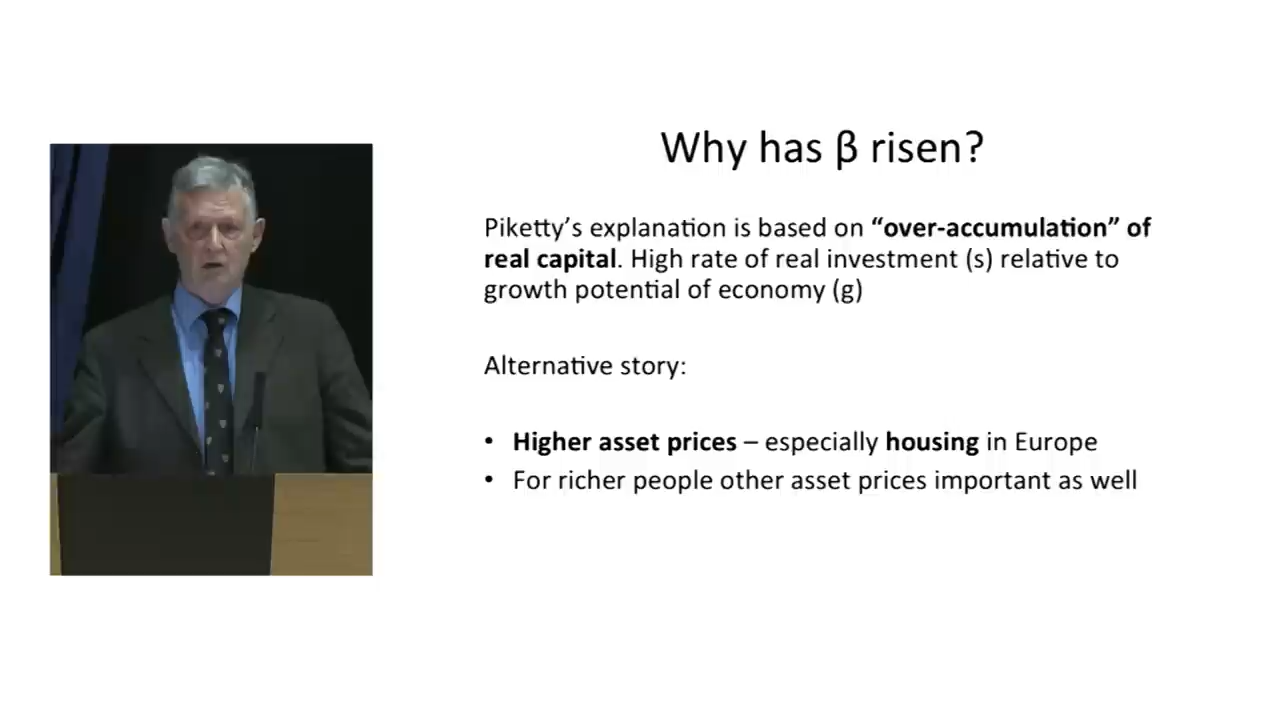 Why has β risen?
Piketty’s explanation is based on “over-accumulation” of
real capital. High rate of real investment (s) relative to
growth potential of economy (g)
Alternative story:
• Higher asset prices – especially housing in Europe
• For richer people other asset prices important as well